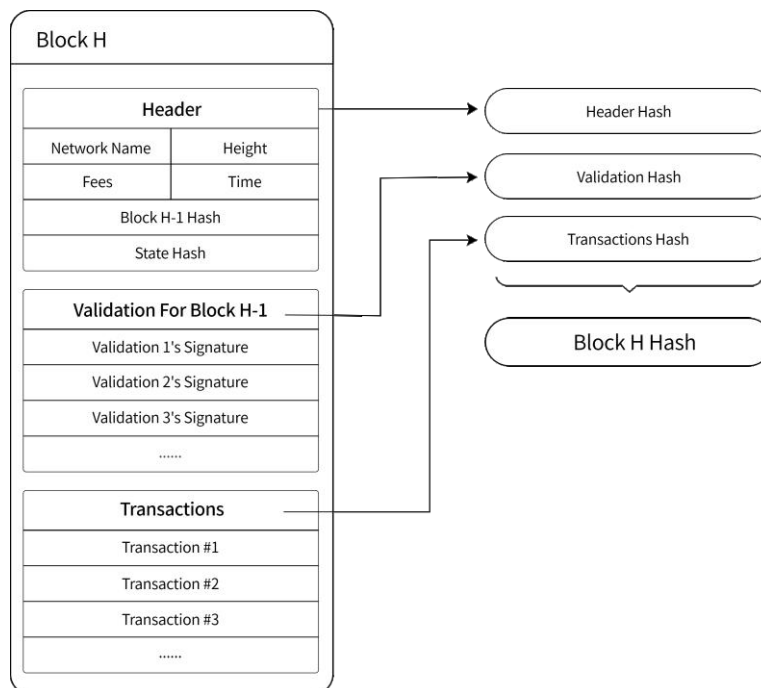 Block H
Header
Network Name
Height
Fees
Time
Block H-1 Hash
State Hash
Validation For Block H-1
Validation 1's Signature
Validation 2's Signature
Validation 3's Signature
......
Transactions
Transaction #1
Transaction #2
Transaction #3
......
Header Hash
Validation Hash
Transactions Hash
Block H Hash